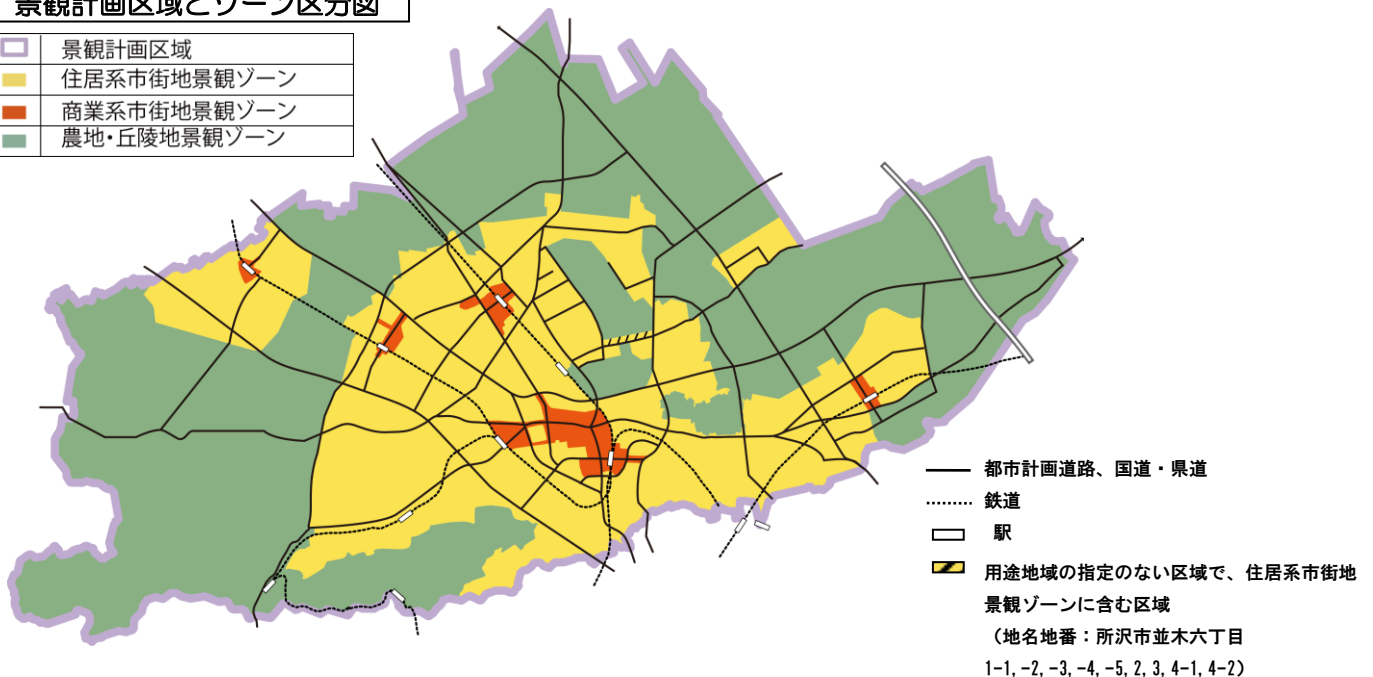 景観計画区域とゾーン区分図
景観計画区域
住居系市街地景観ゾーン
商業系市街地景観ゾーン
農地・丘陵地景観ゾーン
都市計画道路、国道・県道
鉄道
駅
用途地域の指定のない区域で、住居系市街地
景観ゾーンに含む区域
(地名地番:所沢市並木六丁目
1-1,-2,-3,-4,-5,2,3,4-1,4-2)